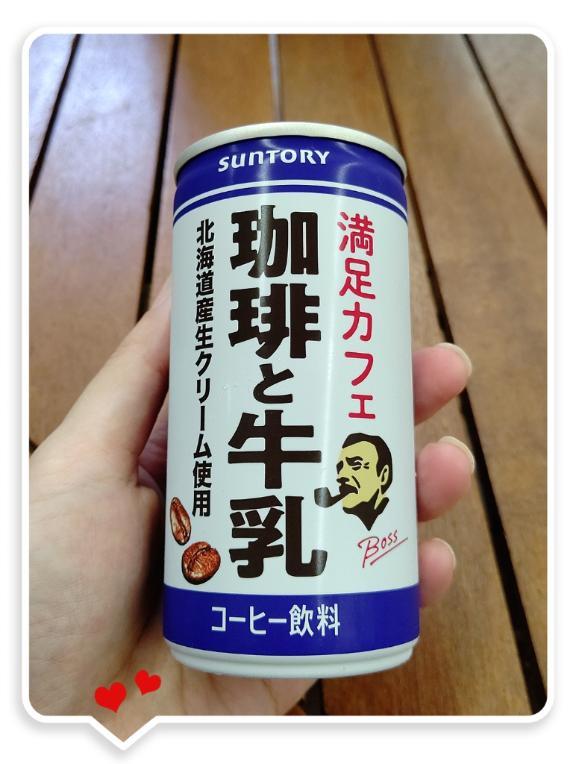 SUNTORY
満足カフェ
珈琲と牛乳
北海道産生クリーム使用
Boss
コーヒー飲料